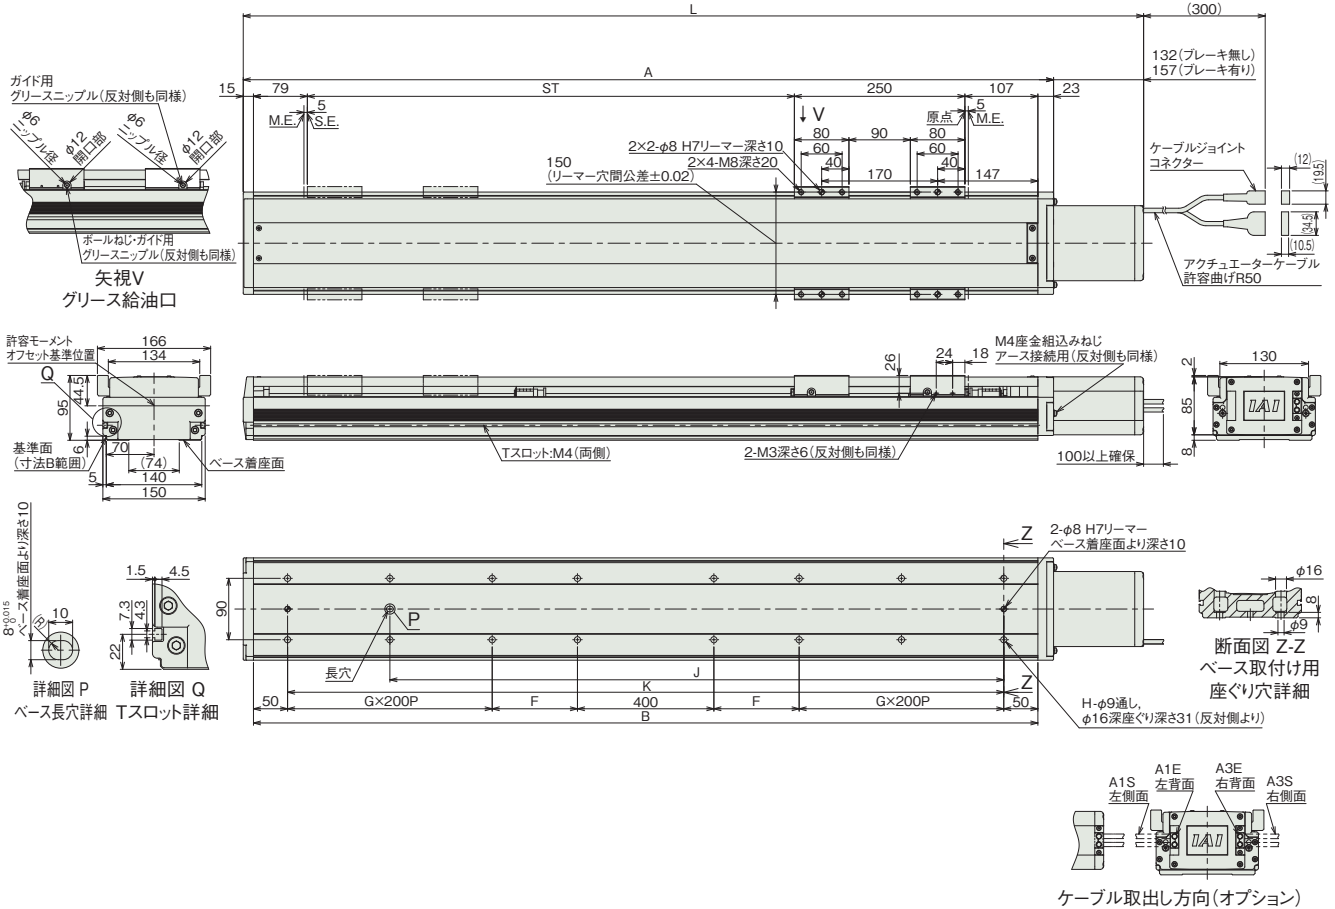 L
(300)
132(ブレーキ無し)
157(ブレーキ有り)
A
15
79
ST
250
107
23
5
M.E.
S.E.
↓V
原点
5
M.E.
80
90
80
60
60
40
40
2×2-φ8 H7リーマー深さ10
2×4-M8深さ20
150
(リーマー穴間公差±0.02)
170
147
ガイド用
グリースニップル(反対側も同様)
φ6
ニップル径
φ12
開口部
φ6
ニップル径
φ12
開口部
ボールねじ・ガイド用
グリースニップル(反対側も同様)
矢視V
グリース給油口
ケーブルジョイント
コネクター
(12)
(19.5)
(34.5)
(10.5)
アクチュエーターケーブル
許容曲げR50
許容モーメント
オフセット基準位置
166
134
Q
95
44.5
6
70
(74)
基準面
(寸法B範囲)
ベース着座面
5
140
150
26
24
18
M4座金組込みねじ
アース接続用(反対側も同様)
Tスロット:M4(両側)
2-M3深さ6(反対側も同様)
100以上確保
2
130
85
8
IAI
8+0.015 0
ベース着座面より深さ10
(R)
10
詳細図 P
ベース長穴詳細
1.5
4.5
7.3
4.3
22
詳細図 Q
Tスロット詳細
90
P
長穴
Z
2-φ8 H7リーマー
ベース着座面より深さ10
J
K
Z
50
G×200P
F
400
F
G×200P
50
B
H-φ9通し,
φ16深座ぐり深さ31(反対側より)
φ16
8
φ9
断面図 Z-Z
ベース取付け用
座ぐり穴詳細
A1S
左側面
A1E
左背面
A3E
右背面
A3S
右側面
IAI
ケーブル取出し方向(オプション)